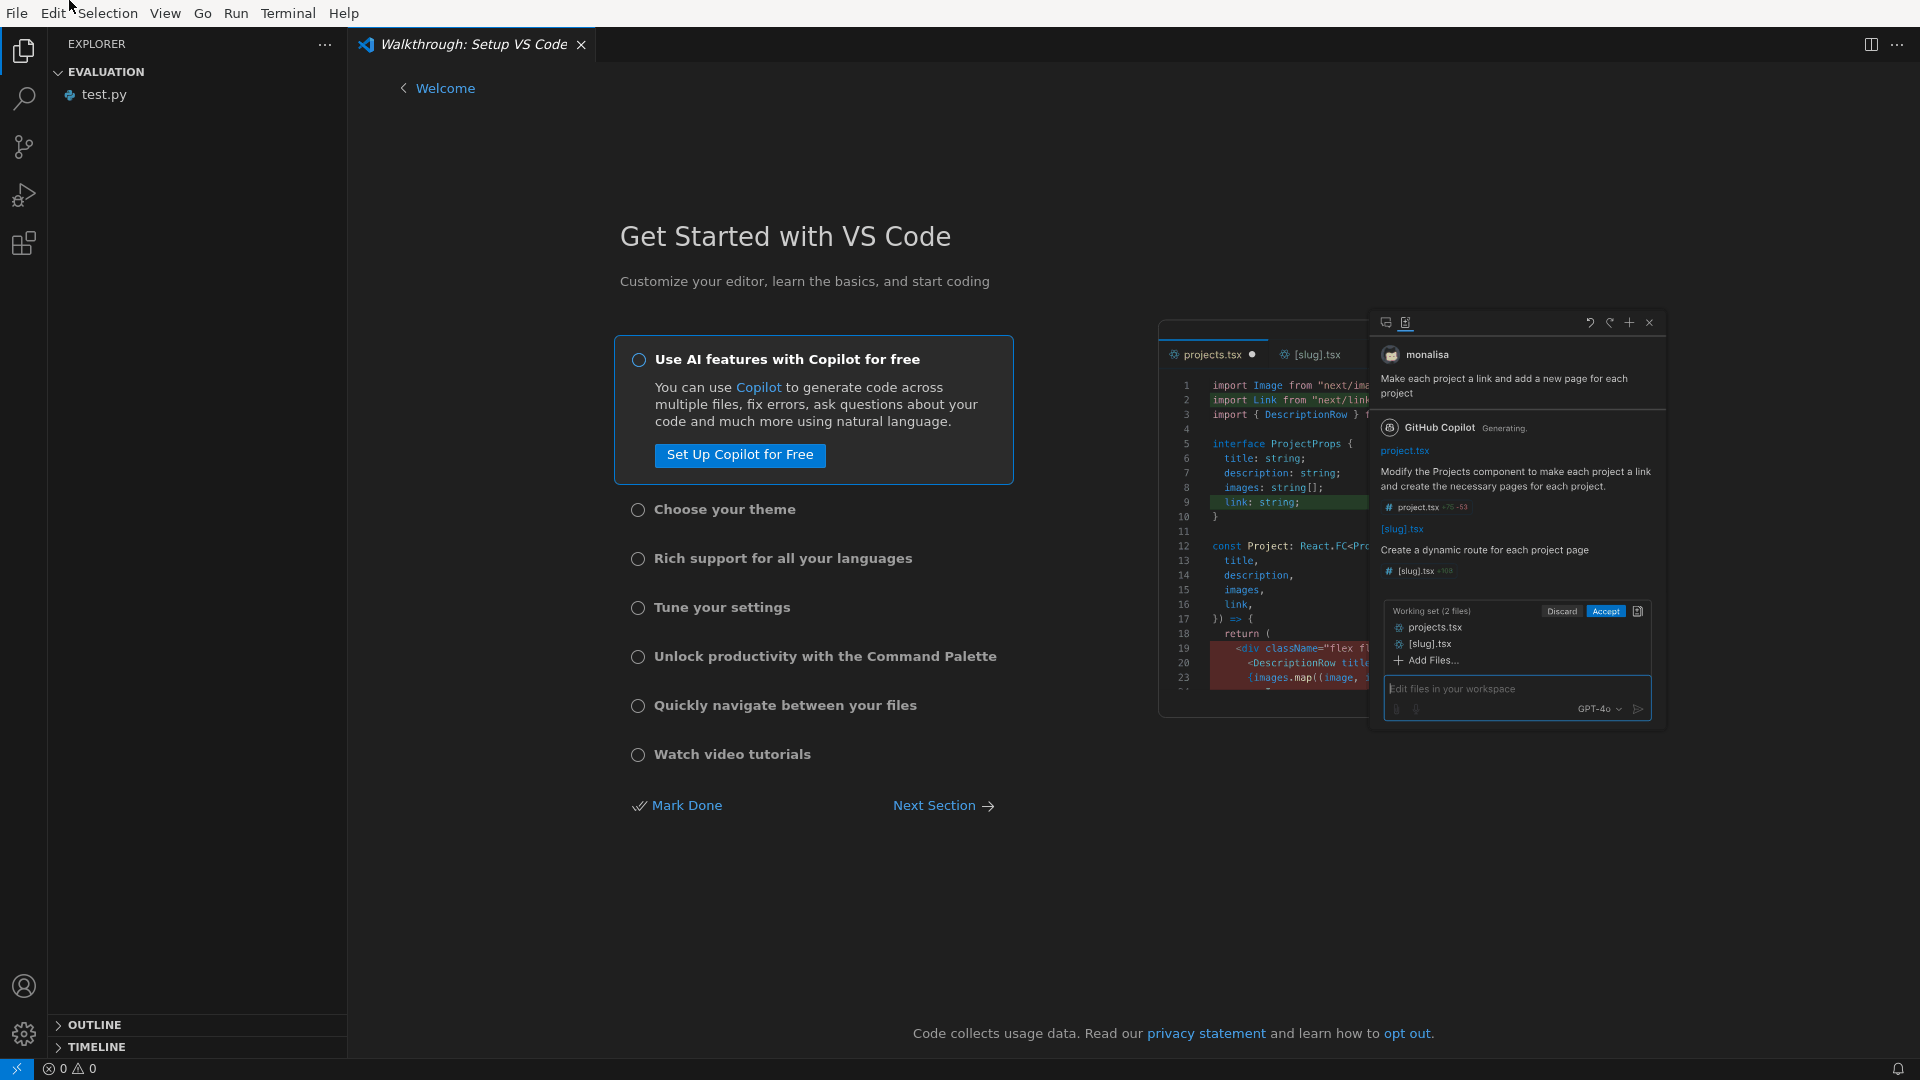 File Edit Selection View Go Run Terminal Help
EXPLORER
EVALUATION
test.py
OUTLINE
TIMELINE
Walkthrough: Setup VS Code
Welcome
Get Started with VS Code
Customize your editor, learn the basics, and start coding
Use AI features with Copilot for free
You can use Copilot to generate code across
multiple files, fix errors, ask questions about your
code and much more using natural language.
Set Up Copilot for Free
Choose your theme
Rich support for all your languages
Tune your settings
Unlock productivity with the Command Palette
Quickly navigate between your files
Watch video tutorials
Mark Done
Next Section
projects.tsx
[slug].tsx
1 import Image from "next/ima
2 import Link from "next/link
3 import { DescriptionRow } f
4
5 interface ProjectProps {
6 title: string;
7 description: string;
8 images: string[];
9 link: string;
10 }
11
12 const Project: React.FC<Pro
13 title,
14 description,
15 images,
16 link,
17 }) => {
18 return (
19 <div className="flex fl
20 <DescriptionRow title
23 {images.map((image, i
monalisa
Make each project a link and add a new page for each
project
GitHub Copilot Generating.
project.tsx
Modify the Projects component to make each project a link
and create the necessary pages for each project.
# project.tsx +75 -53
[slug].tsx
Create a dynamic route for each project page
# [slug].tsx +108
Working set (2 files) Discard Accept
projects.tsx
[slug].tsx
Add Files...
Edit files in your workspace
GPT-4o
Code collects usage data. Read our privacy statement and learn how to opt out.
0 0